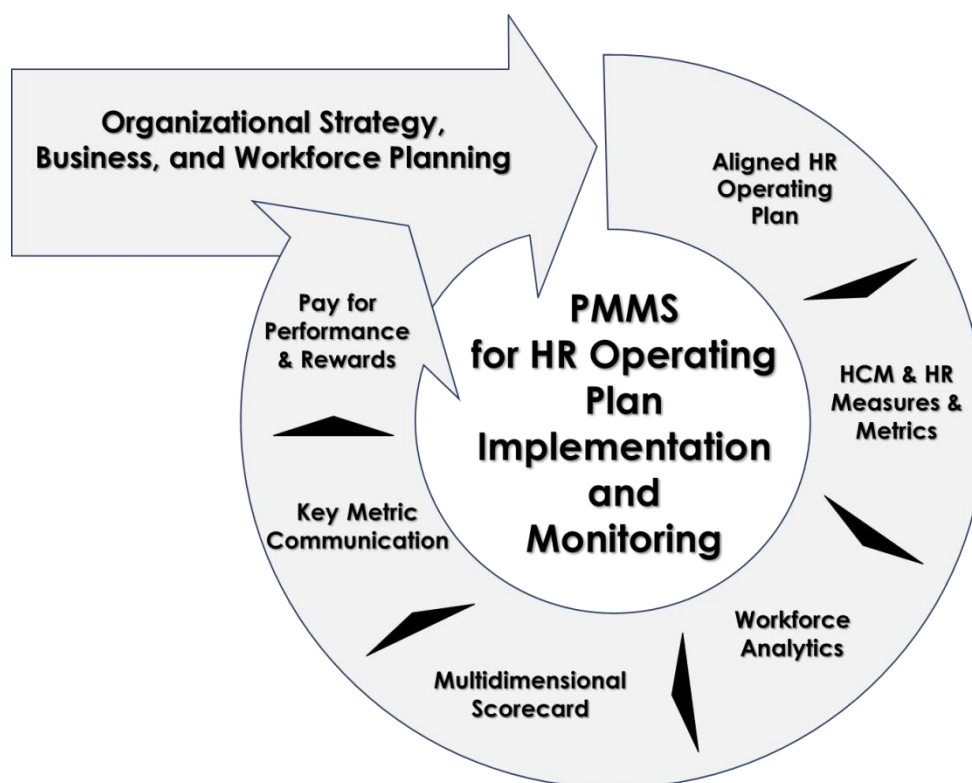 Organizational Strategy,
Business, and Workforce Planning
Aligned HR
Operating
Plan
HCM & HR
Measures &
Metrics
Workforce
Analytics
Multidimensional
Scorecard
Key Metric
Communication
Pay for
Performance
& Rewards
PMMS
for HR Operating
Plan
Implementation
and
Monitoring